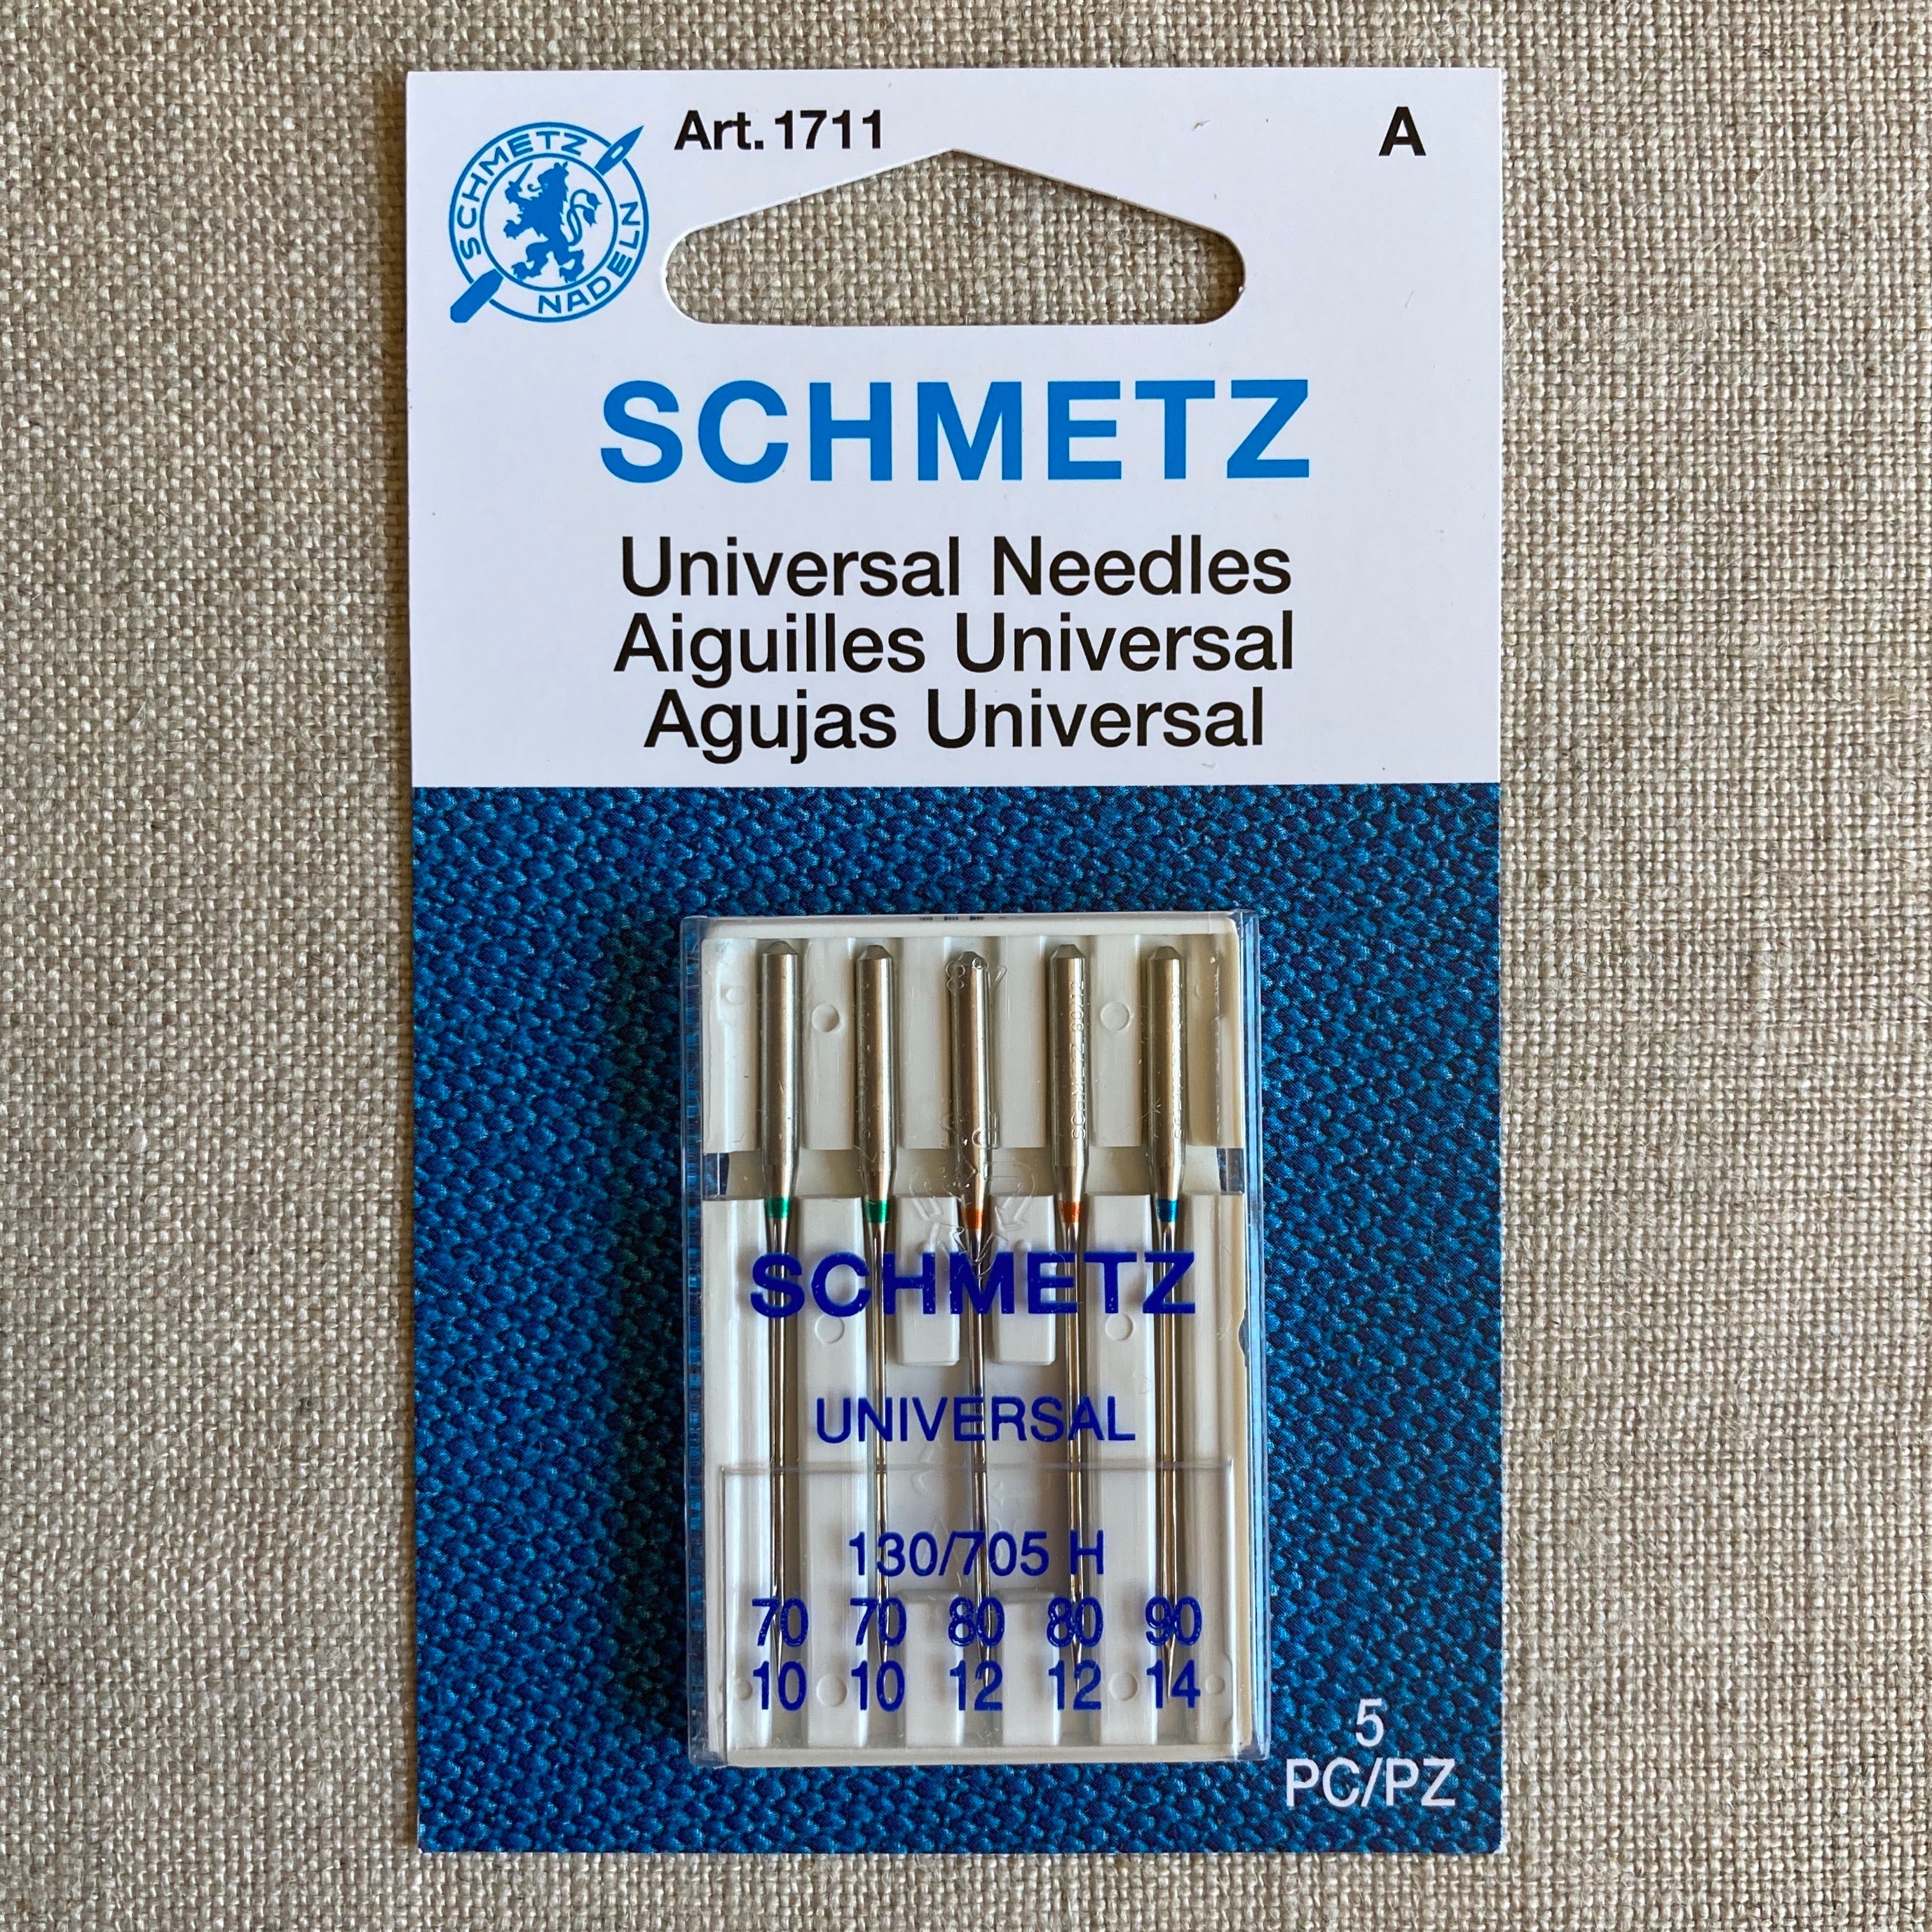 Art. 1711
A
SCHMETZ
NADELN
SCHMETZ
Universal Needles
Aiguilles Universal
Agujas Universal
SCHMETZ
UNIVERSAL
130/705 H
70 70 80 80 90
10 10 12 12 14
5
PC/PZ